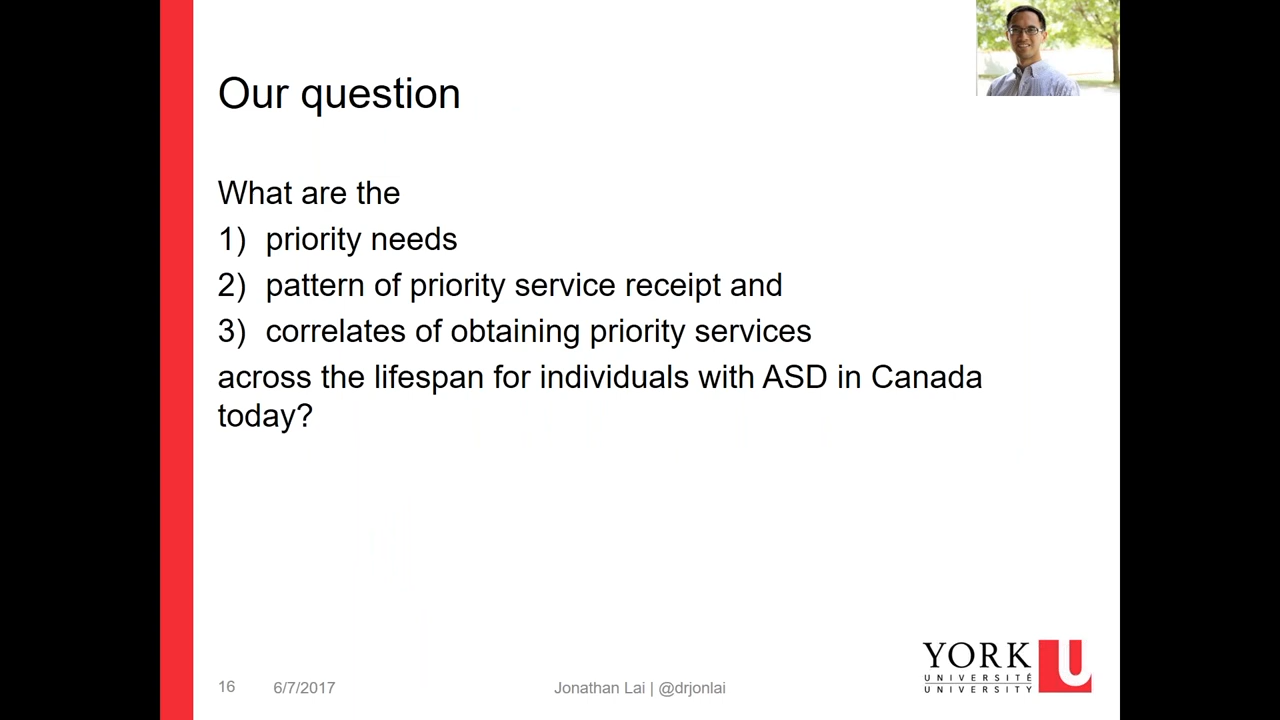 Our question
What are the
1) priority needs
2) pattern of priority service receipt and
3) correlates of obtaining priority services
across the lifespan for individuals with ASD in Canada
today?
YORK U
UNIVERSITÉ
UNIVERSITY
16 6/7/2017 Jonathan Lai | @drjonlai